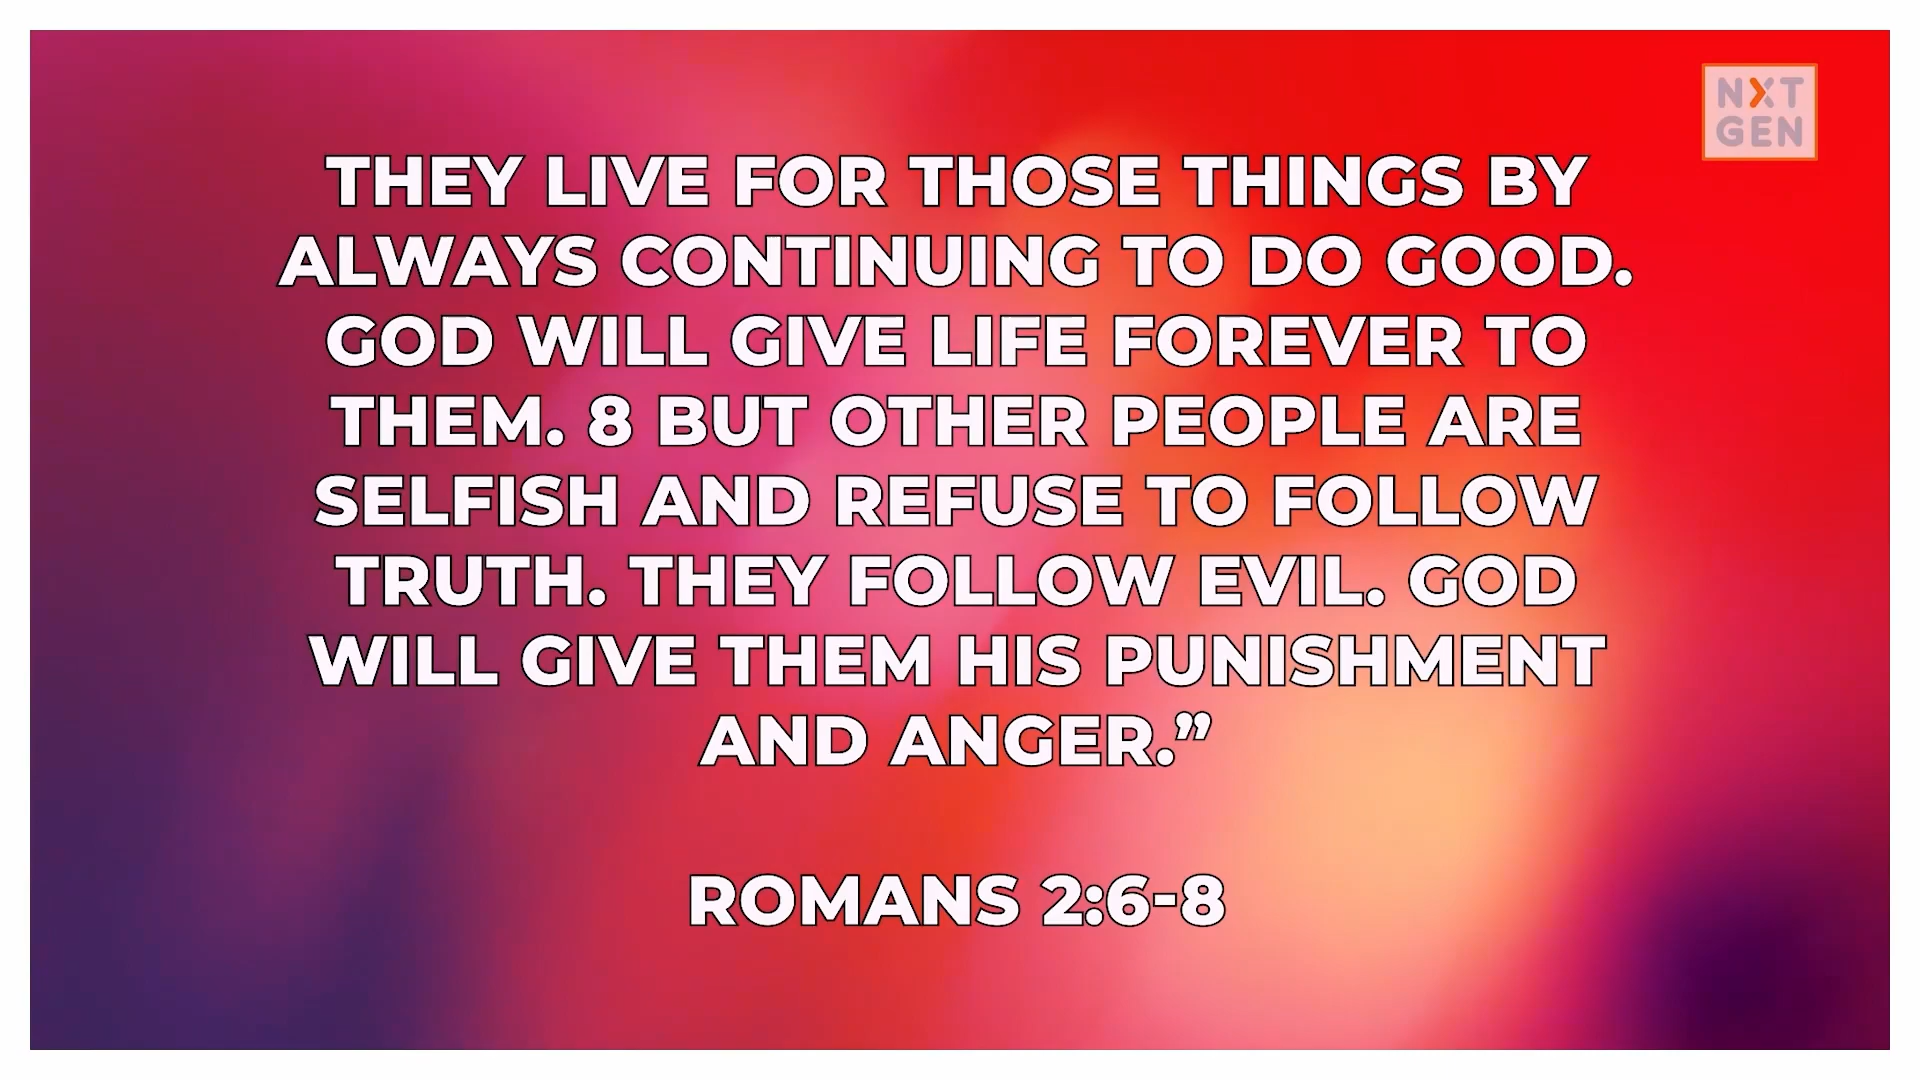 NXT
GEN
THEY LIVE FOR THOSE THINGS BY
ALWAYS CONTINUING TO DO GOOD.
GOD WILL GIVE LIFE FOREVER TO
THEM. 8 BUT OTHER PEOPLE ARE
SELFISH AND REFUSE TO FOLLOW
TRUTH. THEY FOLLOW EVIL. GOD
WILL GIVE THEM HIS PUNISHMENT
AND ANGER.”
ROMANS 2:6-8